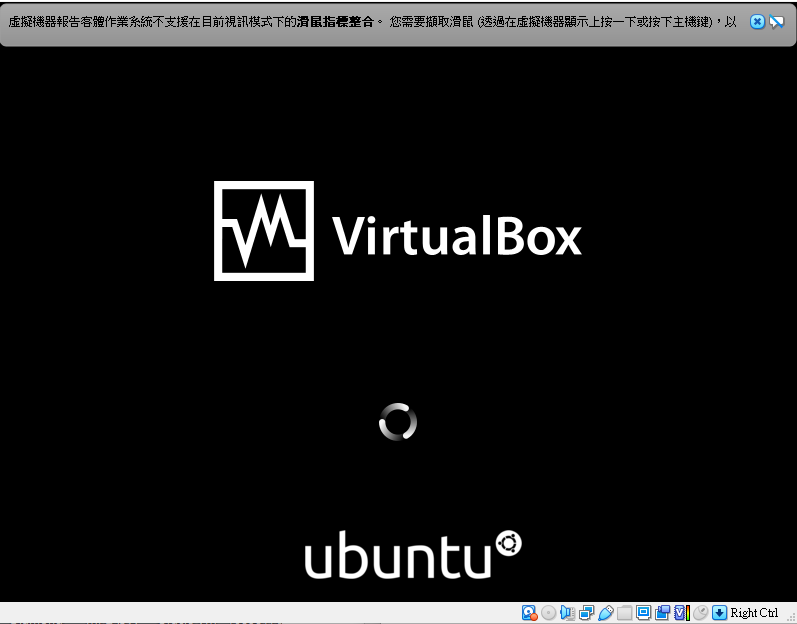 虛擬機器報告客體作業系統不支援在目前視訊模式下的滑鼠指標整合。 您需要擷取滑鼠 (透過在虛擬機器顯示上按一下或按下主機鍵)，以
VirtualBox
ubuntu
Right Ctrl